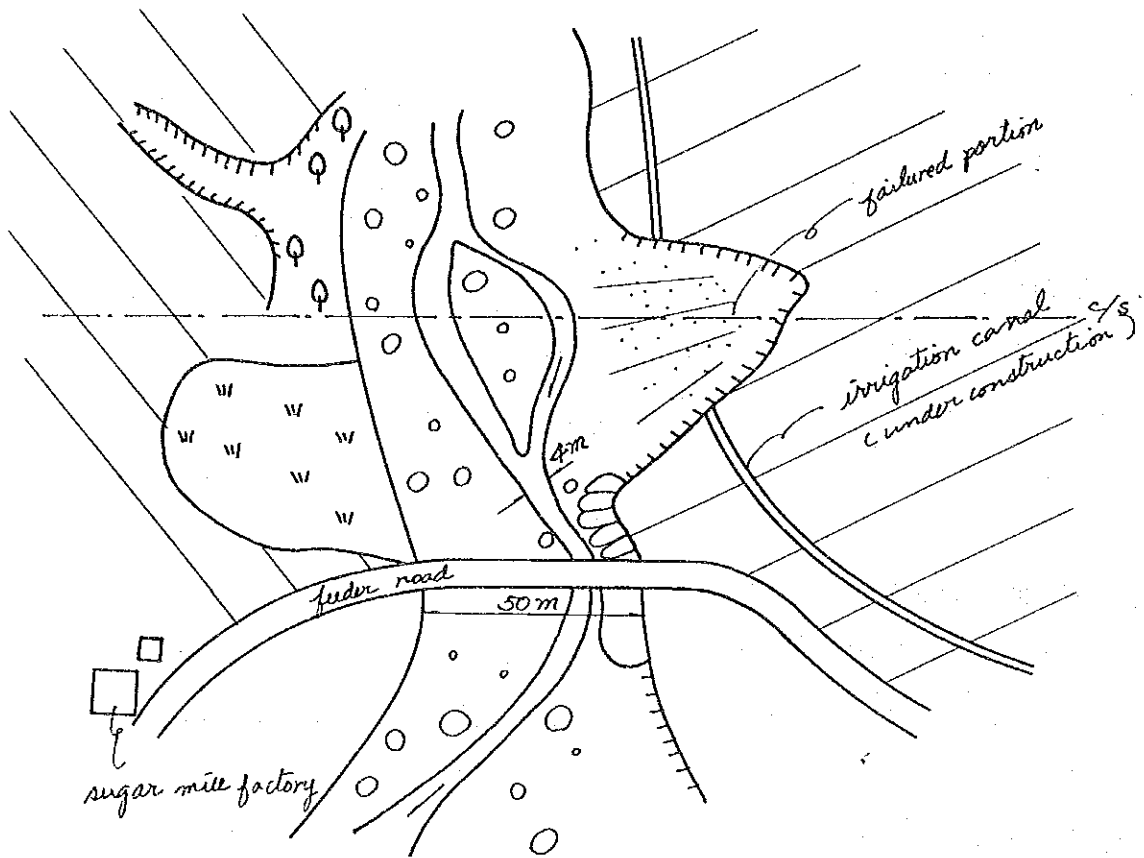 failured portion
c/s
irrigation canal
(under construction)
4m
feeder road
50m
sugar mill factory